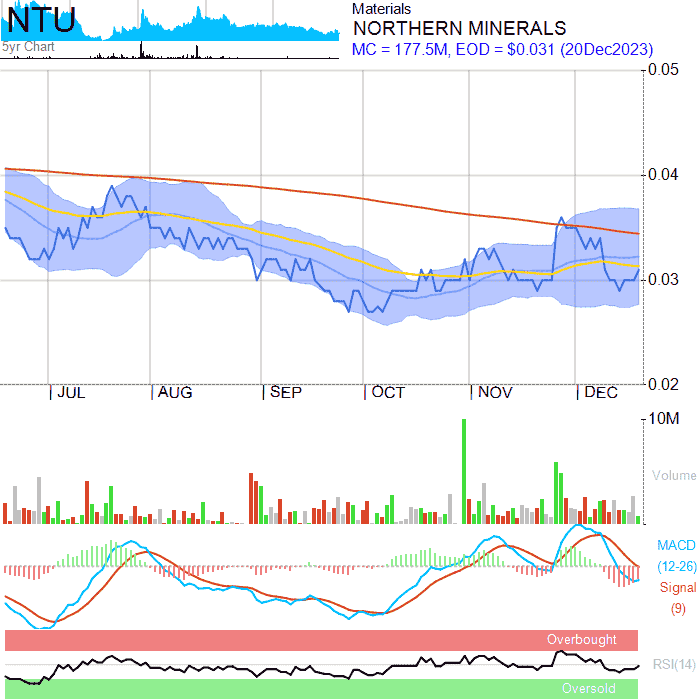 NTU
5yr Chart
Materials
NORTHERN MINERALS
MC = 177.5M, EOD = $0.031 (20Dec2023)
0.05
0.04
0.03
0.02
JUL AUG SEP OCT NOV DEC
10M
Volume
MACD
(12-26)
Signal
(9)
Overbought
RSI(14)
Oversold